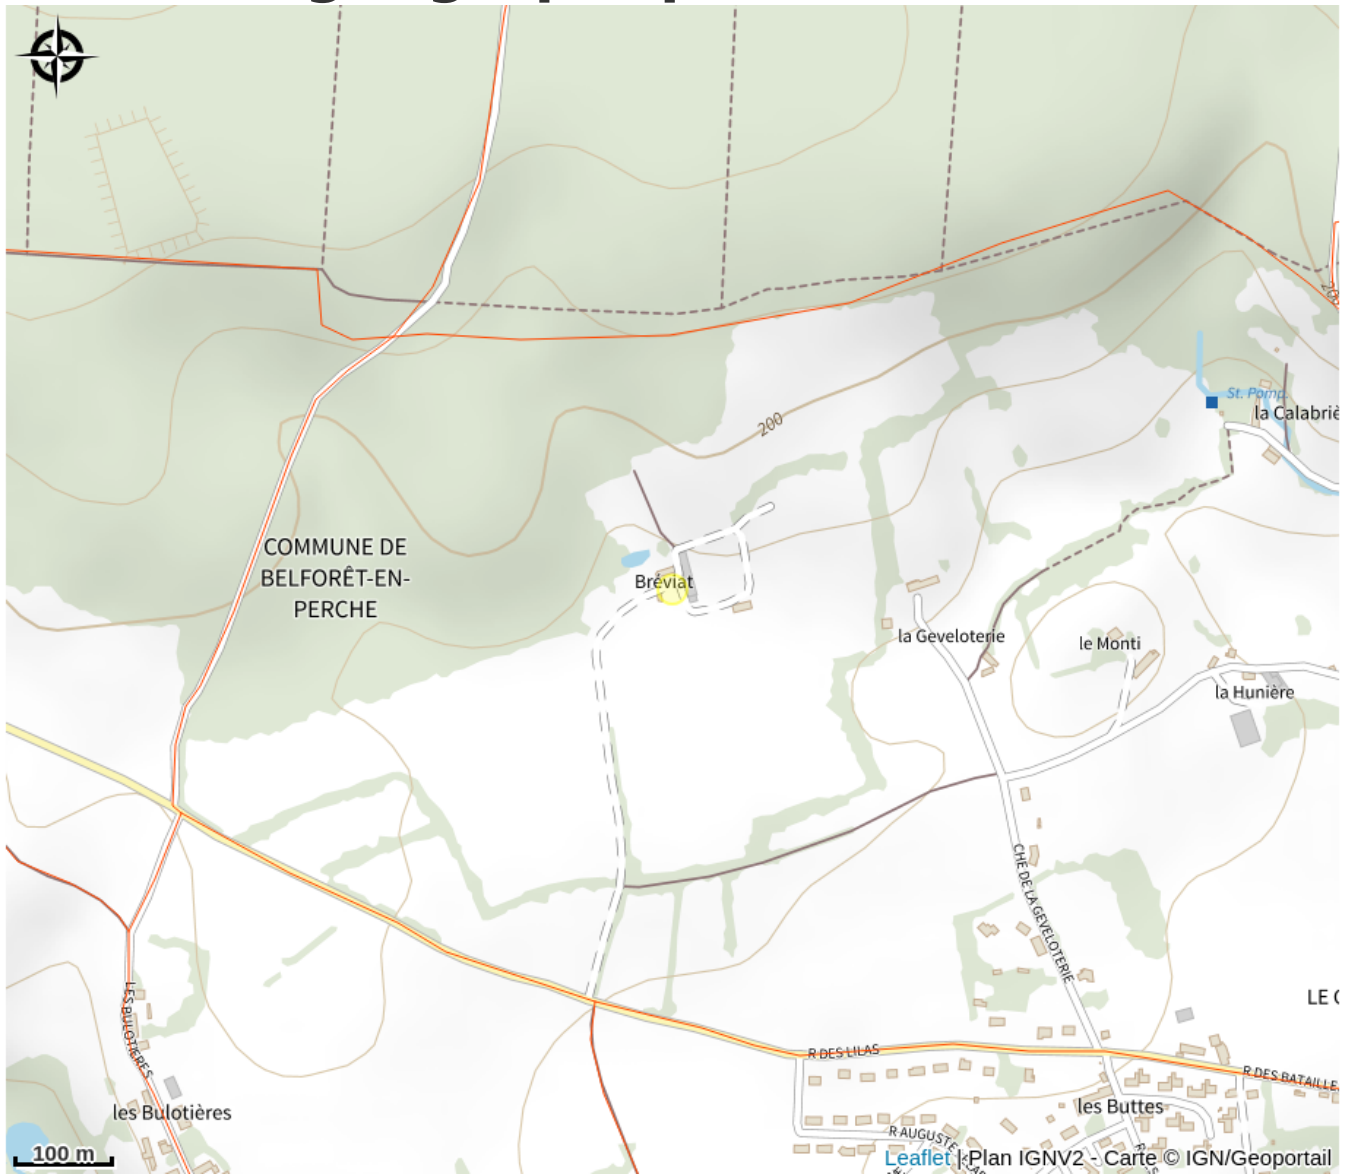 200
St. Pomp.
la Calabriè
COMMUNE DE
BELFORÊT-EN-
PERCHE
Bréviat
la Geveloterie
le Monti
la Hunière
CHE DE LA GEVELOTERIE
LES BULOTIERES
LE
R DES LILAS
R DES BATAILLE
les Bulotières
les Buttes
R AUGUSTE
100 m
Leaflet | Plan IGNV2 - Carte © IGN/Geoportail